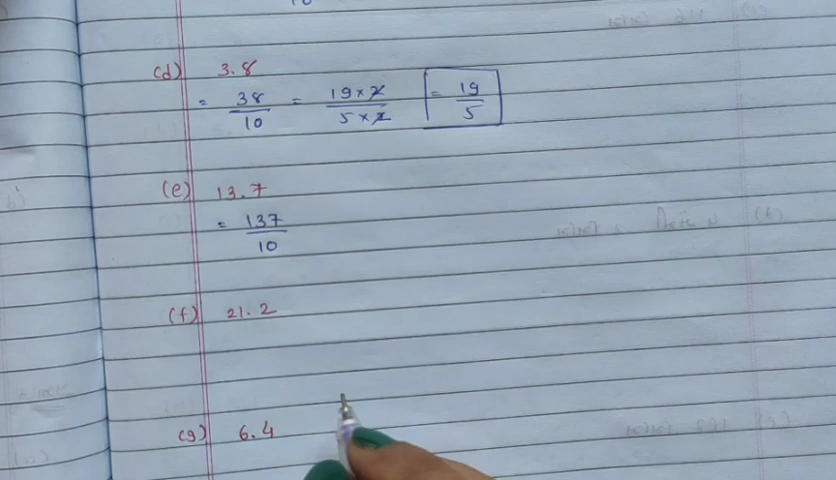 (d) 3.8
= 38/10 = 19 × 2/5 × 2 = 19/5
(e) 13.7
= 137/10
(f) 21.2
(g) 6.4